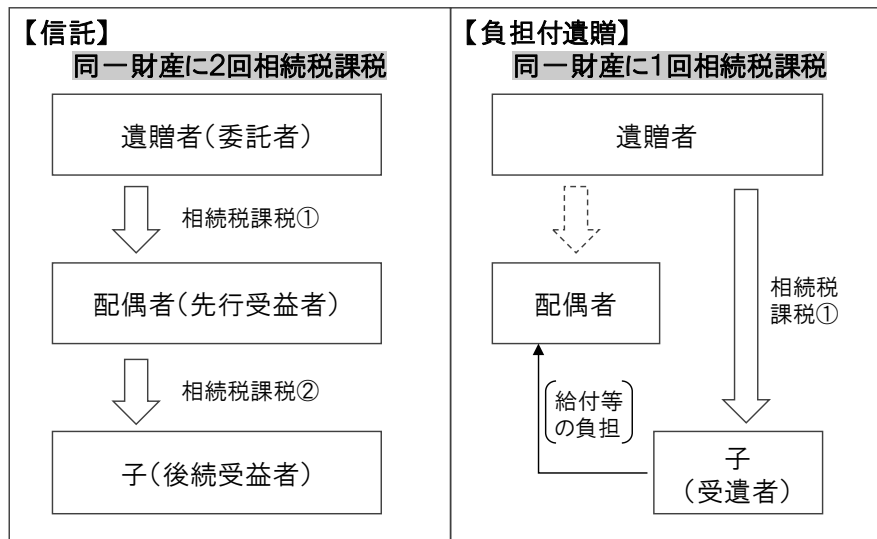 【信託】
同一財産に2回相続税課税
遺贈者(委託者)
相続税課税①
配偶者(先行受益者)
相続税課税②
子(後続受益者)
【負担付遺贈】
同一財産に1回相続税課税
遺贈者
配偶者
相続税
課税①
給付等
の負担
子
(受遺者)